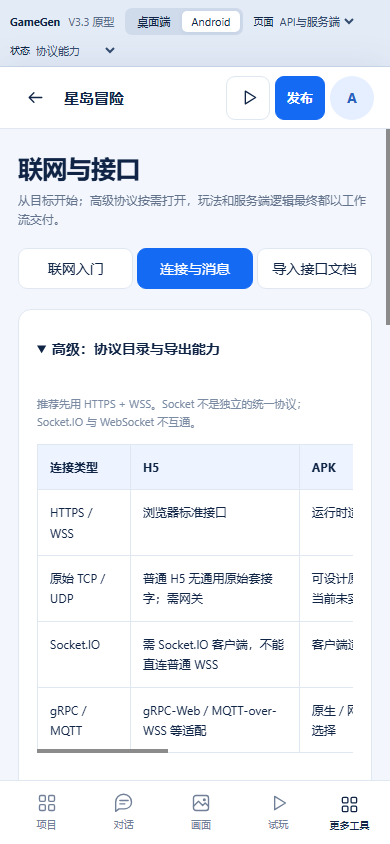 GameGen V3.3 原型 桌面端 Android 页面 API与服务端
状态 协议能力
星岛冒险 发布 A
联网与接口
从目标开始；高级协议按需打开，玩法和服务端逻辑最终都以工作
流交付。
联网入门 连接与消息 导入接口文档
▼ 高级：协议目录与导出能力
推荐先用 HTTPS + WSS。Socket 不是独立的统一协议；
Socket.IO 与 WebSocket 不互通。
连接类型 H5 APK
HTTPS / 浏览器标准接口 运行时
WSS
原始 TCP / 普通 H5 无通用原始套接 可设计
UDP 字；需网关 当前未
Socket.IO 需 Socket.IO 客户端，不能 客户端
直连普通 WSS
gRPC / gRPC-Web / MQTT-over- 原生 /
MQTT WSS 等适配 选择
项目 对话 画面 试玩 更多工具